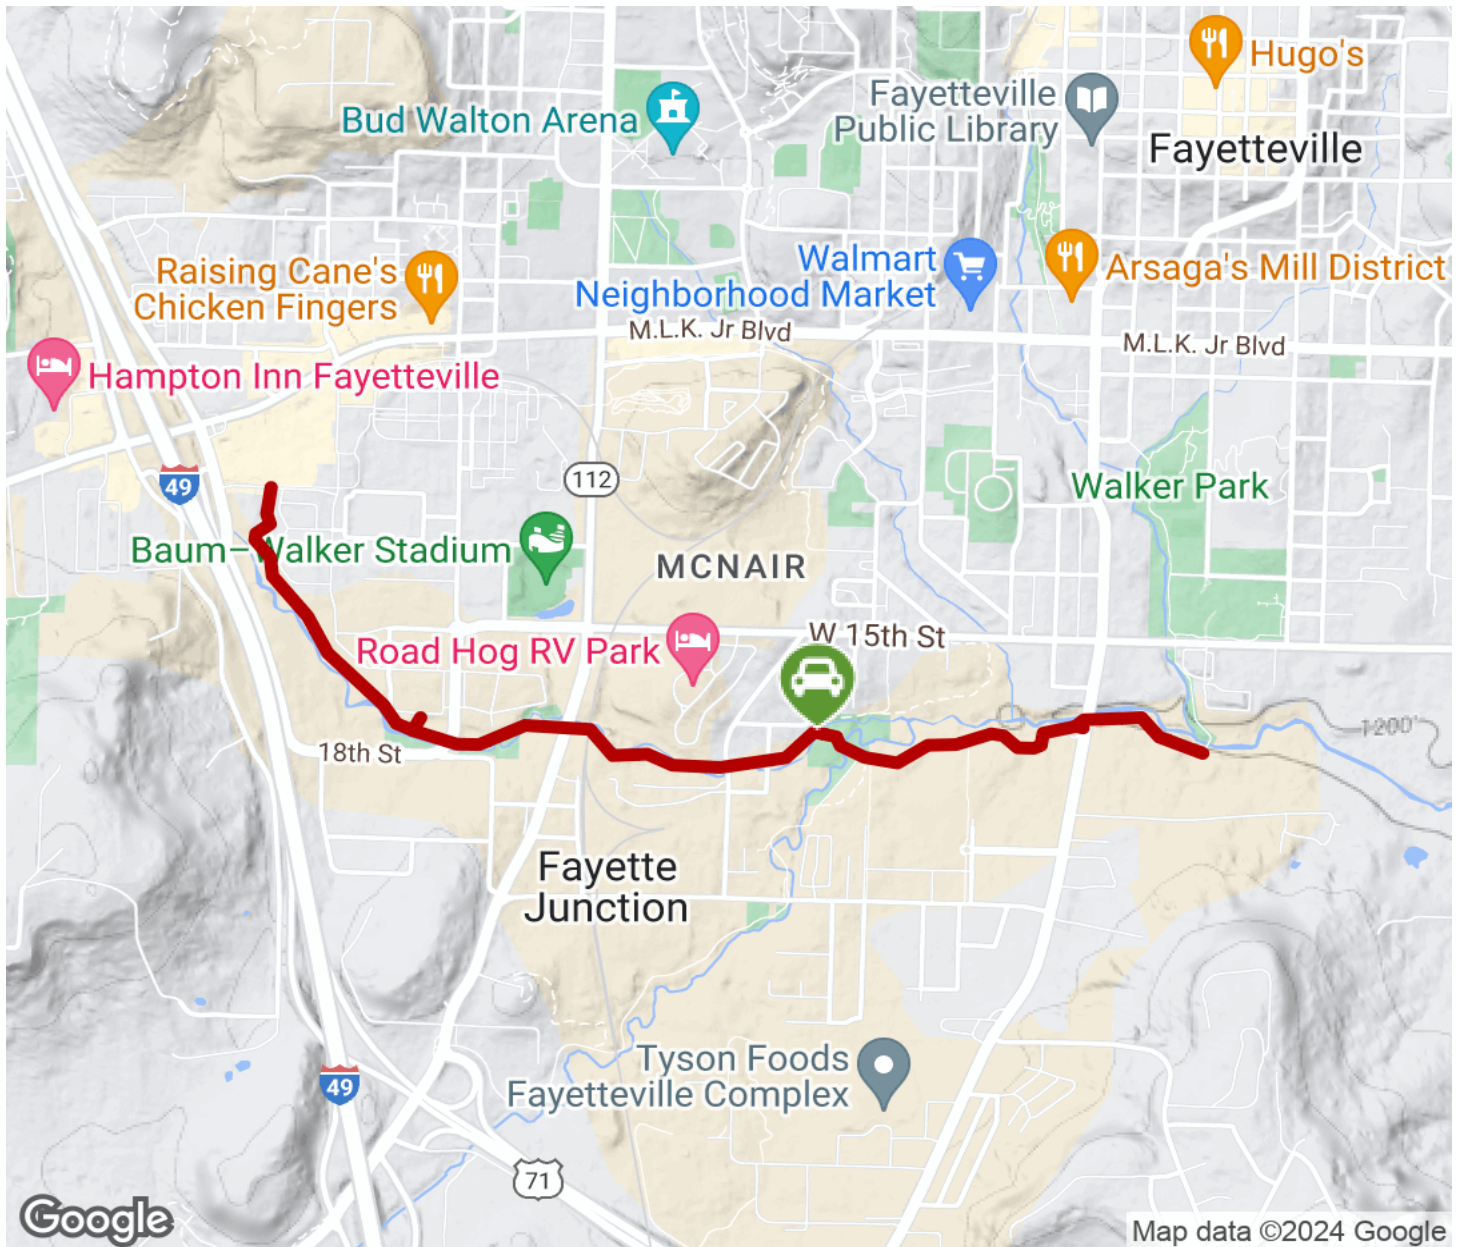 Hugo's
Fayetteville
Public Library
Bud Walton Arena
Fayetteville
Walmart
Neighborhood Market
Arsaga's Mill District
Raising Cane's
Chicken Fingers
M.L.K. Jr Blvd
M.L.K. Jr Blvd
Hampton Inn Fayetteville
49
112
Walker Park
Baum–Walker Stadium
MCNAIR
W 15th St
Road Hog RV Park
1200'
18th St
Fayette
Junction
Tyson Foods
Fayetteville Complex
49
71
Google
Map data ©2024 Google